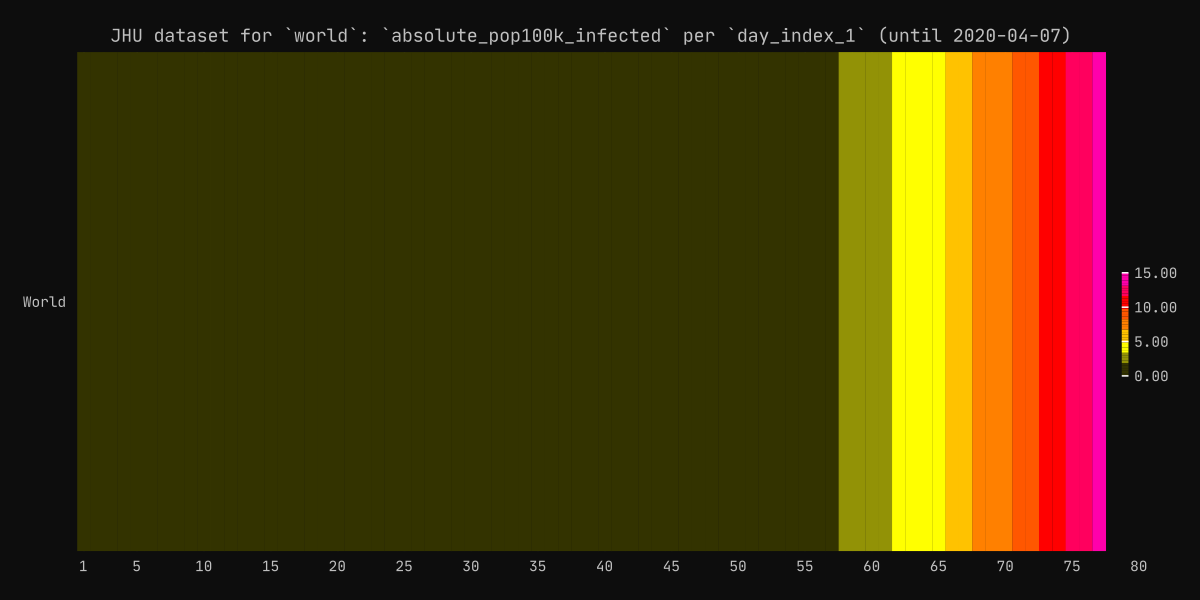 JHU dataset for `world`: `absolute_pop100k_infected` per `day_index_1` (until 2020-04-07)
World
15.00
10.00
5.00
0.00
1 5 10 15 20 25 30 35 40 45 50 55 60 65 70 75 80